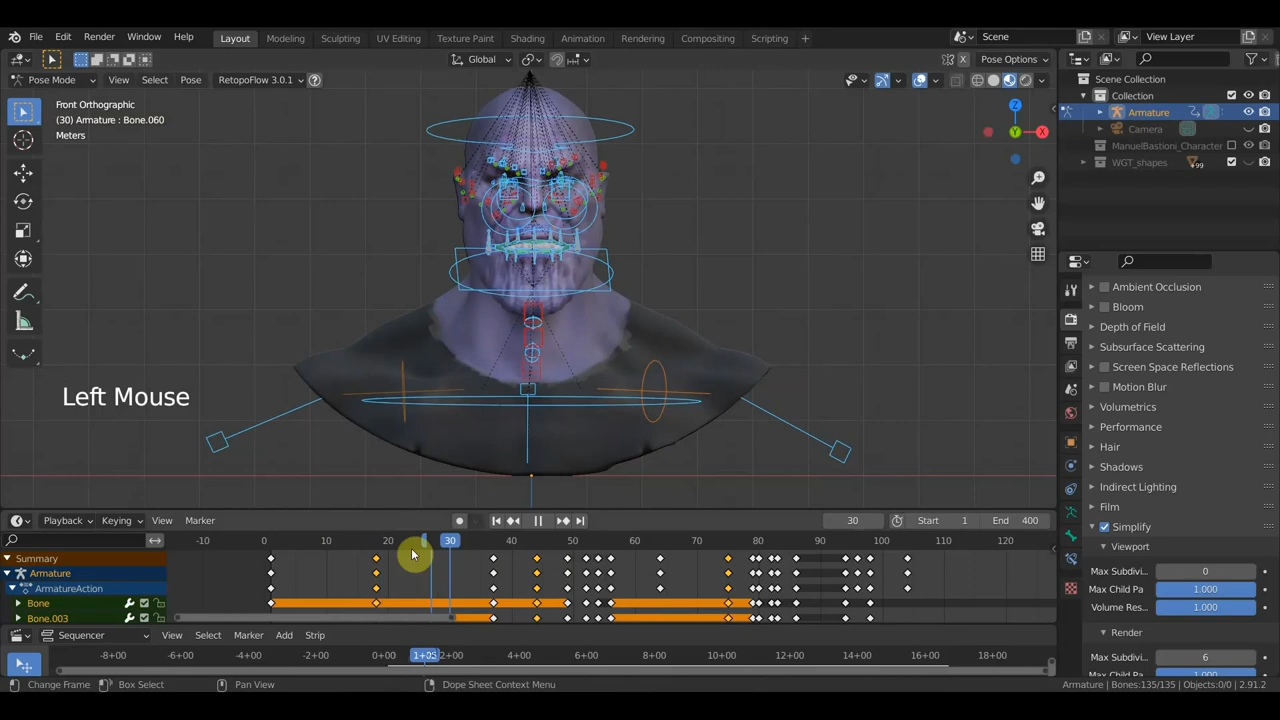 File Edit Render Window Help Layout Modeling Sculpting UV Editing Texture Paint Shading Animation Rendering Compositing Scripting + Scene View Layer
Global Pose Options
Pose Mode View Select Pose RetopoFlow 3.0.1 Scene Collection
Front Orthographic
(30) Armature : Bone.060
Meters
Collection
Armature
Camera
ManuelBastioni_Character
WGT_shapes 99
Z
Y
X
Left Mouse
Ambient Occlusion
Bloom
Depth of Field
Subsurface Scattering
Screen Space Reflections
Motion Blur
Volumetrics
Performance
Hair
Shadows
Indirect Lighting
Film
Simplify
Viewport
Max Subdivi... 0
Max Child Pa 1.000
Volume Res... 1.000
Render
Max Subdivi... 6
Max Child Pa 1.000
Playback Keying View Marker 30 Start 1 End 400
-10 0 10 20 30 40 50 60 70 80 90 100 110 120
Summary
Armature
ArmatureAction
Bone
Bone.003
Sequencer View Select Marker Add Strip
-8+00 -6+00 -4+00 -2+00 0+00 2+00 4+00 6+00 8+00 10+00 12+00 14+00 16+00 18+00
Change Frame Box Select Pan View Dope Sheet Context Menu Armature | Bones:135/135 | Objects:0/0 | 2.91.2